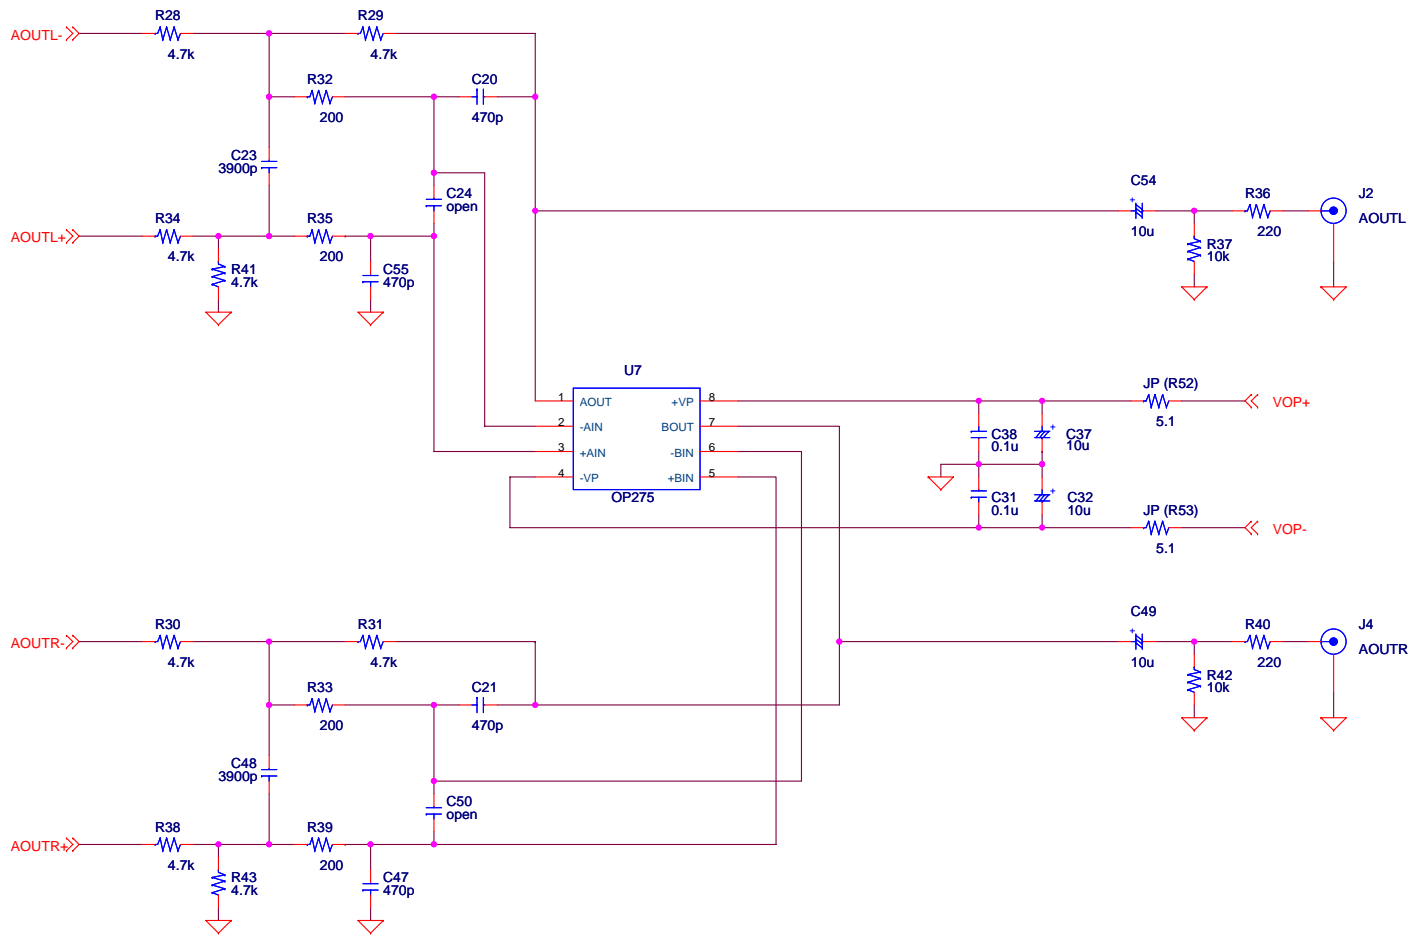 R28
R29
AOUTL-
4.7k
4.7k
R32
C20
200
470p
C23
3900p
C24
open
C54
R36
J2
R34
R35
AOUTL+
AOUTL
4.7k
200
10u
220
R37
10k
R41
4.7k
C55
470p
U7
JP (R52)
1
AOUT
+VP
8
VOP+
5.1
2
-AIN
BOUT
7
C38
0.1u
C37
10u
3
+AIN
-BIN
6
4
-VP
+BIN
5
OP275
C31
0.1u
C32
10u
JP (R53)
VOP-
5.1
R30
R31
C49
R40
J4
AOUTR-
AOUTR
4.7k
4.7k
10u
220
R42
10k
R33
C21
200
470p
C48
3900p
C50
open
R38
R39
AOUTR+
4.7k
200
R43
4.7k
C47
470p